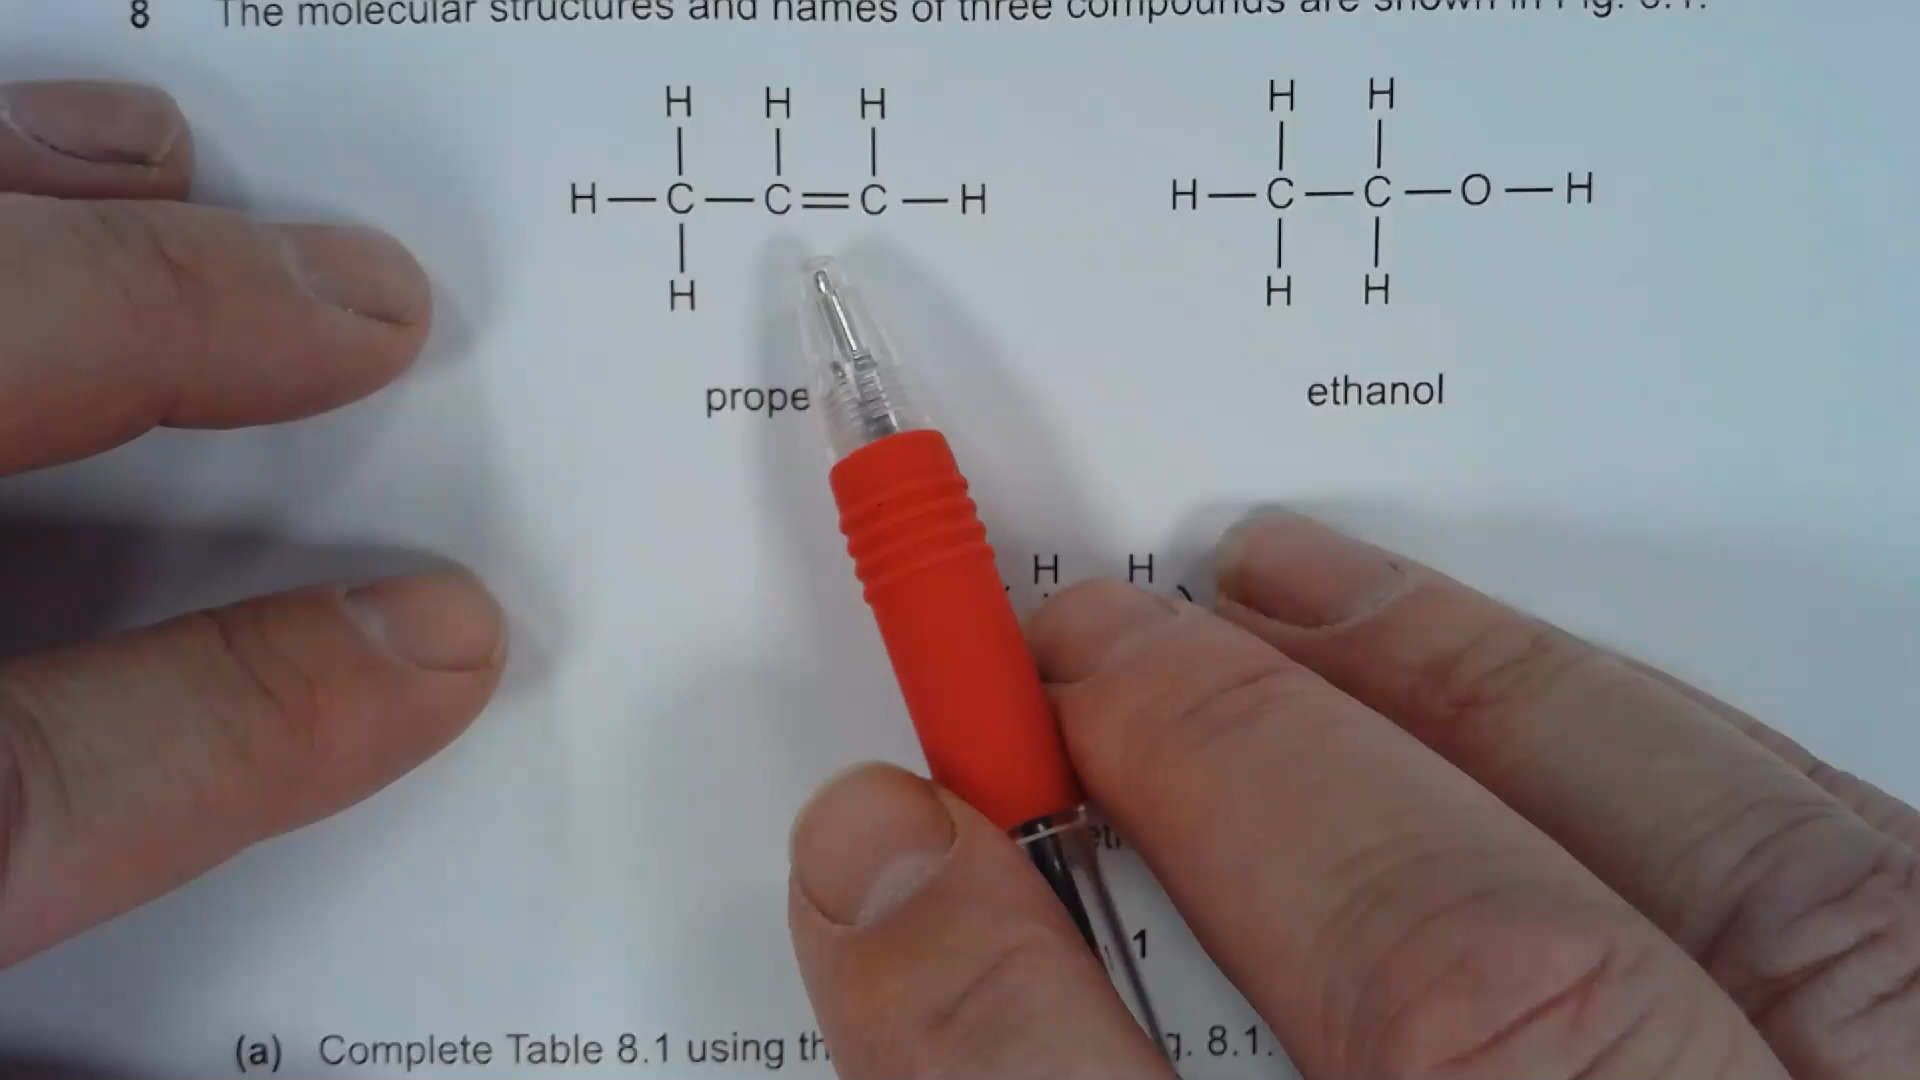 8 The molecular structures and names of three compounds are shown in Fig. 8.1.
H H H
H—C—C=C—H
H
H H
H—C—C—O—H
H H
prope
ethanol
H H
1
(a) Complete Table 8.1 using th
g. 8.1.